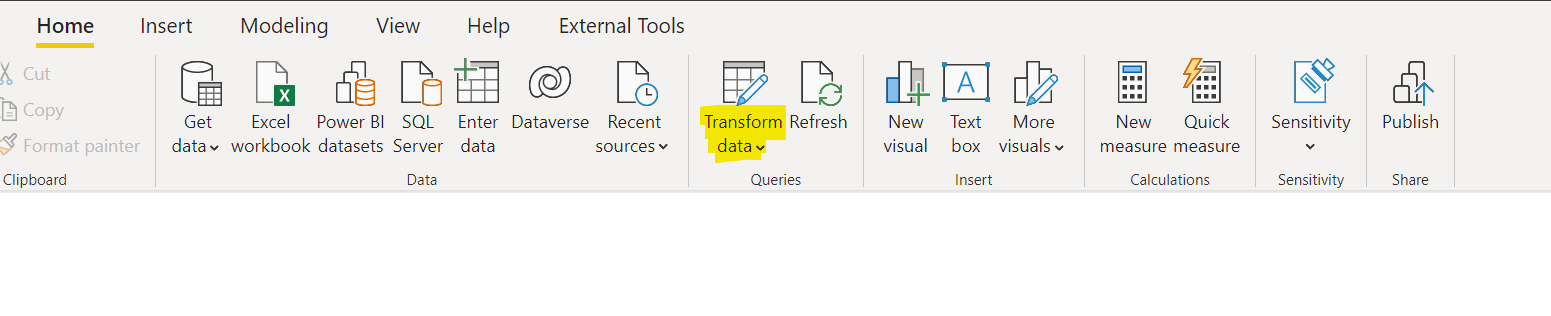 Home Insert Modeling View Help External Tools
Cut
Copy
Format painter
Clipboard
Get
data
Excel
workbook
Power BI
datasets
SQL
Server
Enter
data
Dataverse
Recent
sources
Data
Transform
data
Refresh
Queries
New
visual
A
Text
box
More
visuals
Insert
New
measure
Quick
measure
Calculations
Sensitivity
Sensitivity
Publish
Share